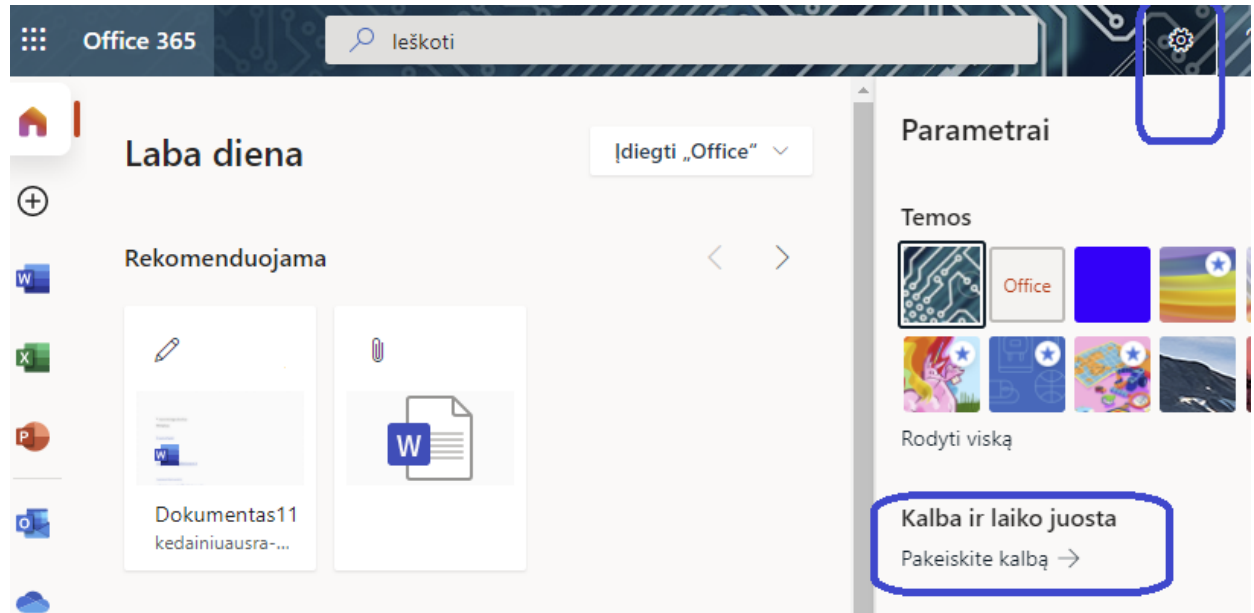 Office 365
Ieškoti
Parametrai
Laba diena
Įdiegti „Office“
Temos
Office
Rekomenduojama
Rodyti viską
Dokumentas11
kedainiuausra-...
Kalba ir laiko juosta
Pakeiskite kalbą →
W
X
P
O
W
W